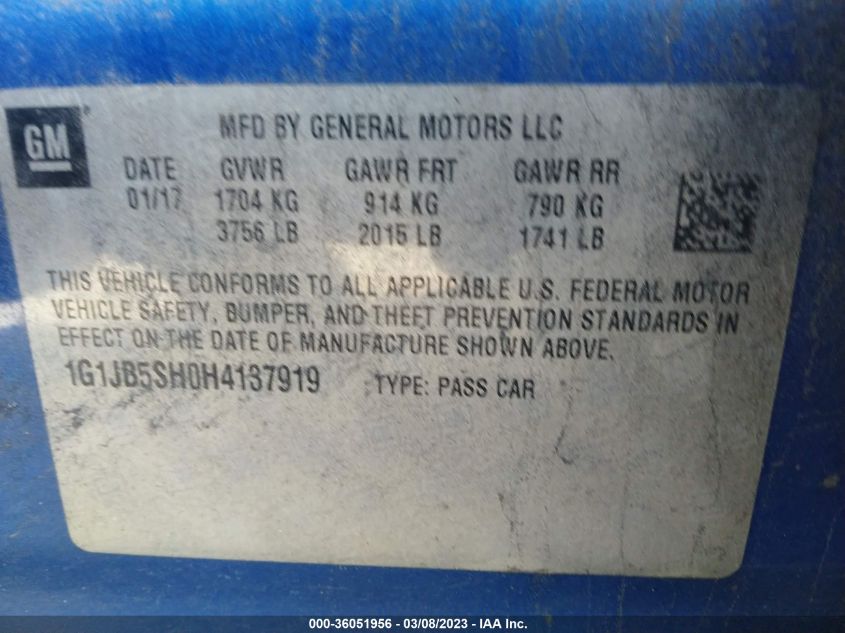 GM®
MFD BY GENERAL MOTORS LLC
DATE GVWR GAWR FRT GAWR RR
01/17 1704 KG 914 KG 790 KG
3756 LB 2015 LB 1741 LB
THIS VEHICLE CONFORMS TO ALL APPLICABLE U.S. FEDERAL MOTOR
VEHICLE SAFETY, BUMPER, AND THEFT PREVENTION STANDARDS IN
EFFECT ON THE DATE OF MANUFACTURE SHOWN ABOVE.
1G1JB5SH0H4137919 TYPE: PASS CAR
000-36051956 — 03/08/2023 — IAA Inc.